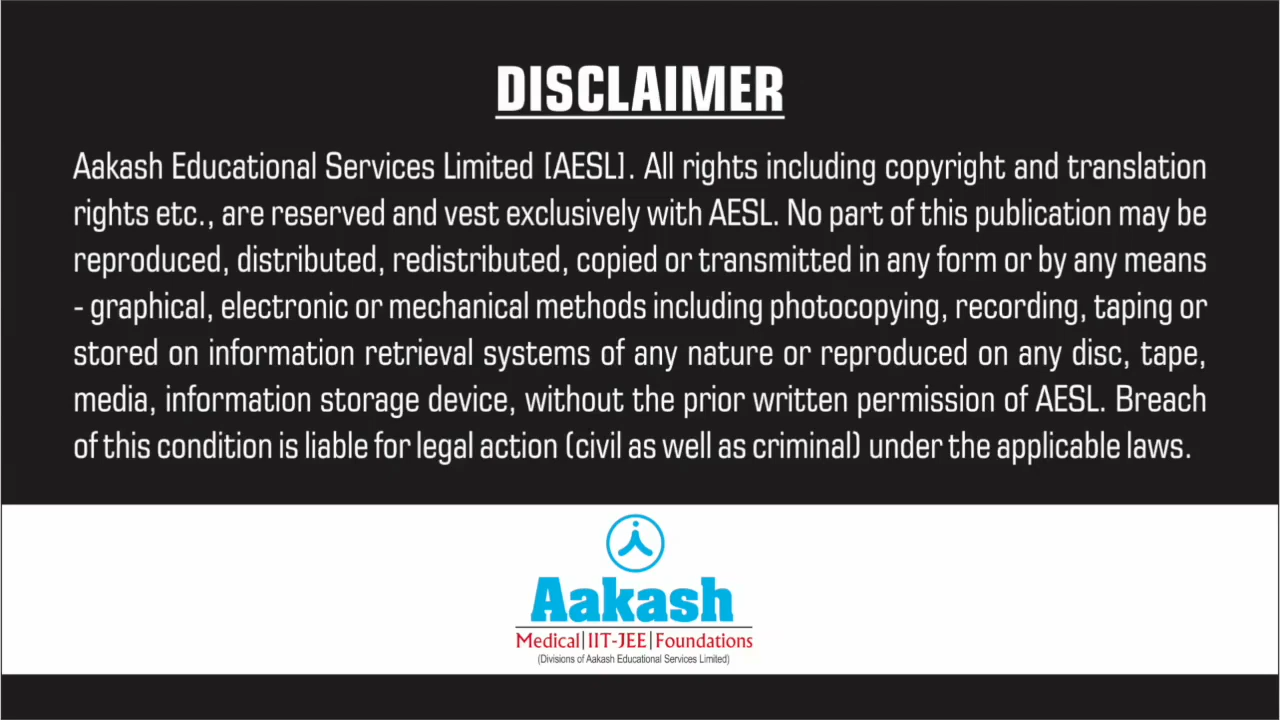 DISCLAIMER
Aakash Educational Services Limited [AESL]. All rights including copyright and translation
rights etc., are reserved and vest exclusively with AESL. No part of this publication may be
reproduced, distributed, redistributed, copied or transmitted in any form or by any means
- graphical, electronic or mechanical methods including photocopying, recording, taping or
stored on information retrieval systems of any nature or reproduced on any disc, tape,
media, information storage device, without the prior written permission of AESL. Breach
of this condition is liable for legal action (civil as well as criminal) under the applicable laws.
Aakash
Medical|IIT-JEE|Foundations
(Divisions of Aakash Educational Services Limited)